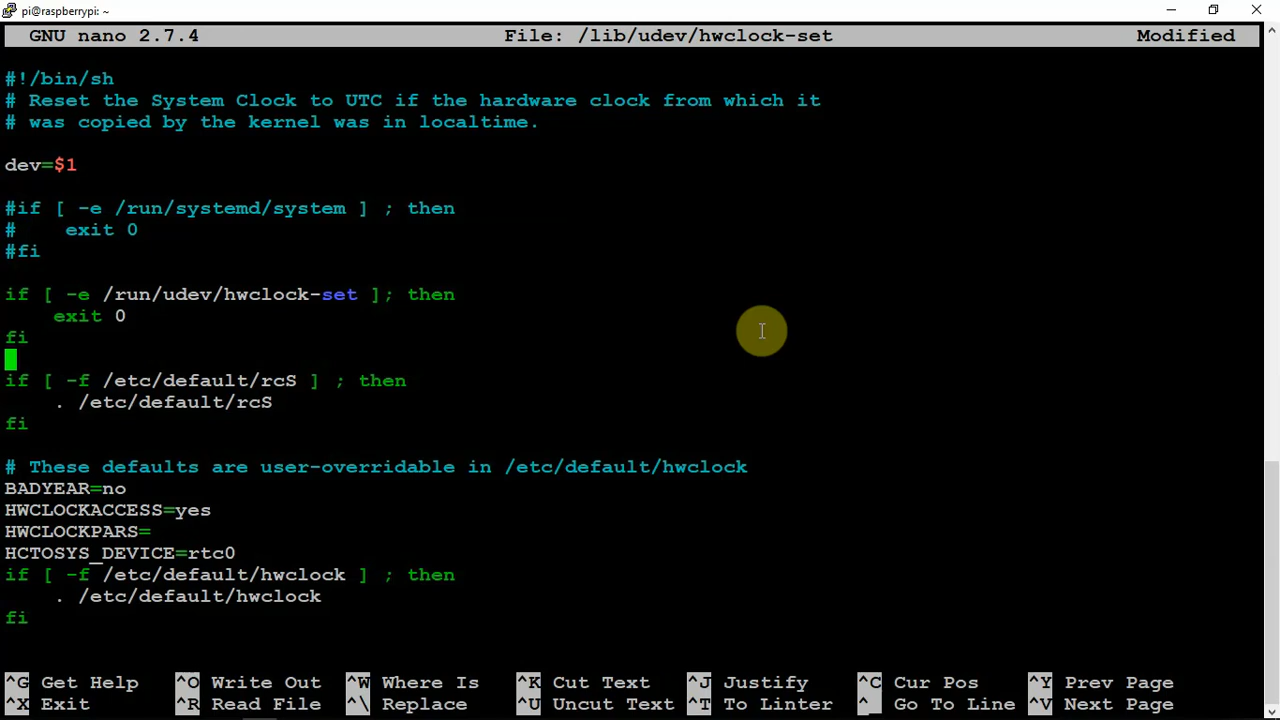 pi@raspberrypi: ~
GNU nano 2.7.4 File: /lib/udev/hwclock-set Modified
#!/bin/sh
# Reset the System Clock to UTC if the hardware clock from which it
# was copied by the kernel was in localtime.
dev=$1
#if [ -e /run/systemd/system ] ; then
#    exit 0
#fi
if [ -e /run/udev/hwclock-set ]; then
    exit 0
fi
if [ -f /etc/default/rcS ] ; then
    . /etc/default/rcS
fi
# These defaults are user-overridable in /etc/default/hwclock
BADYEAR=no
HWCLOCKACCESS=yes
HWCLOCKPARS=
HCTOSYS_DEVICE=rtc0
if [ -f /etc/default/hwclock ] ; then
    . /etc/default/hwclock
fi
^G Get Help ^O Write Out ^W Where Is ^K Cut Text ^J Justify ^C Cur Pos ^Y Prev Page
^X Exit ^R Read File ^\ Replace ^U Uncut Text ^T To Linter ^_ Go To Line ^V Next Page